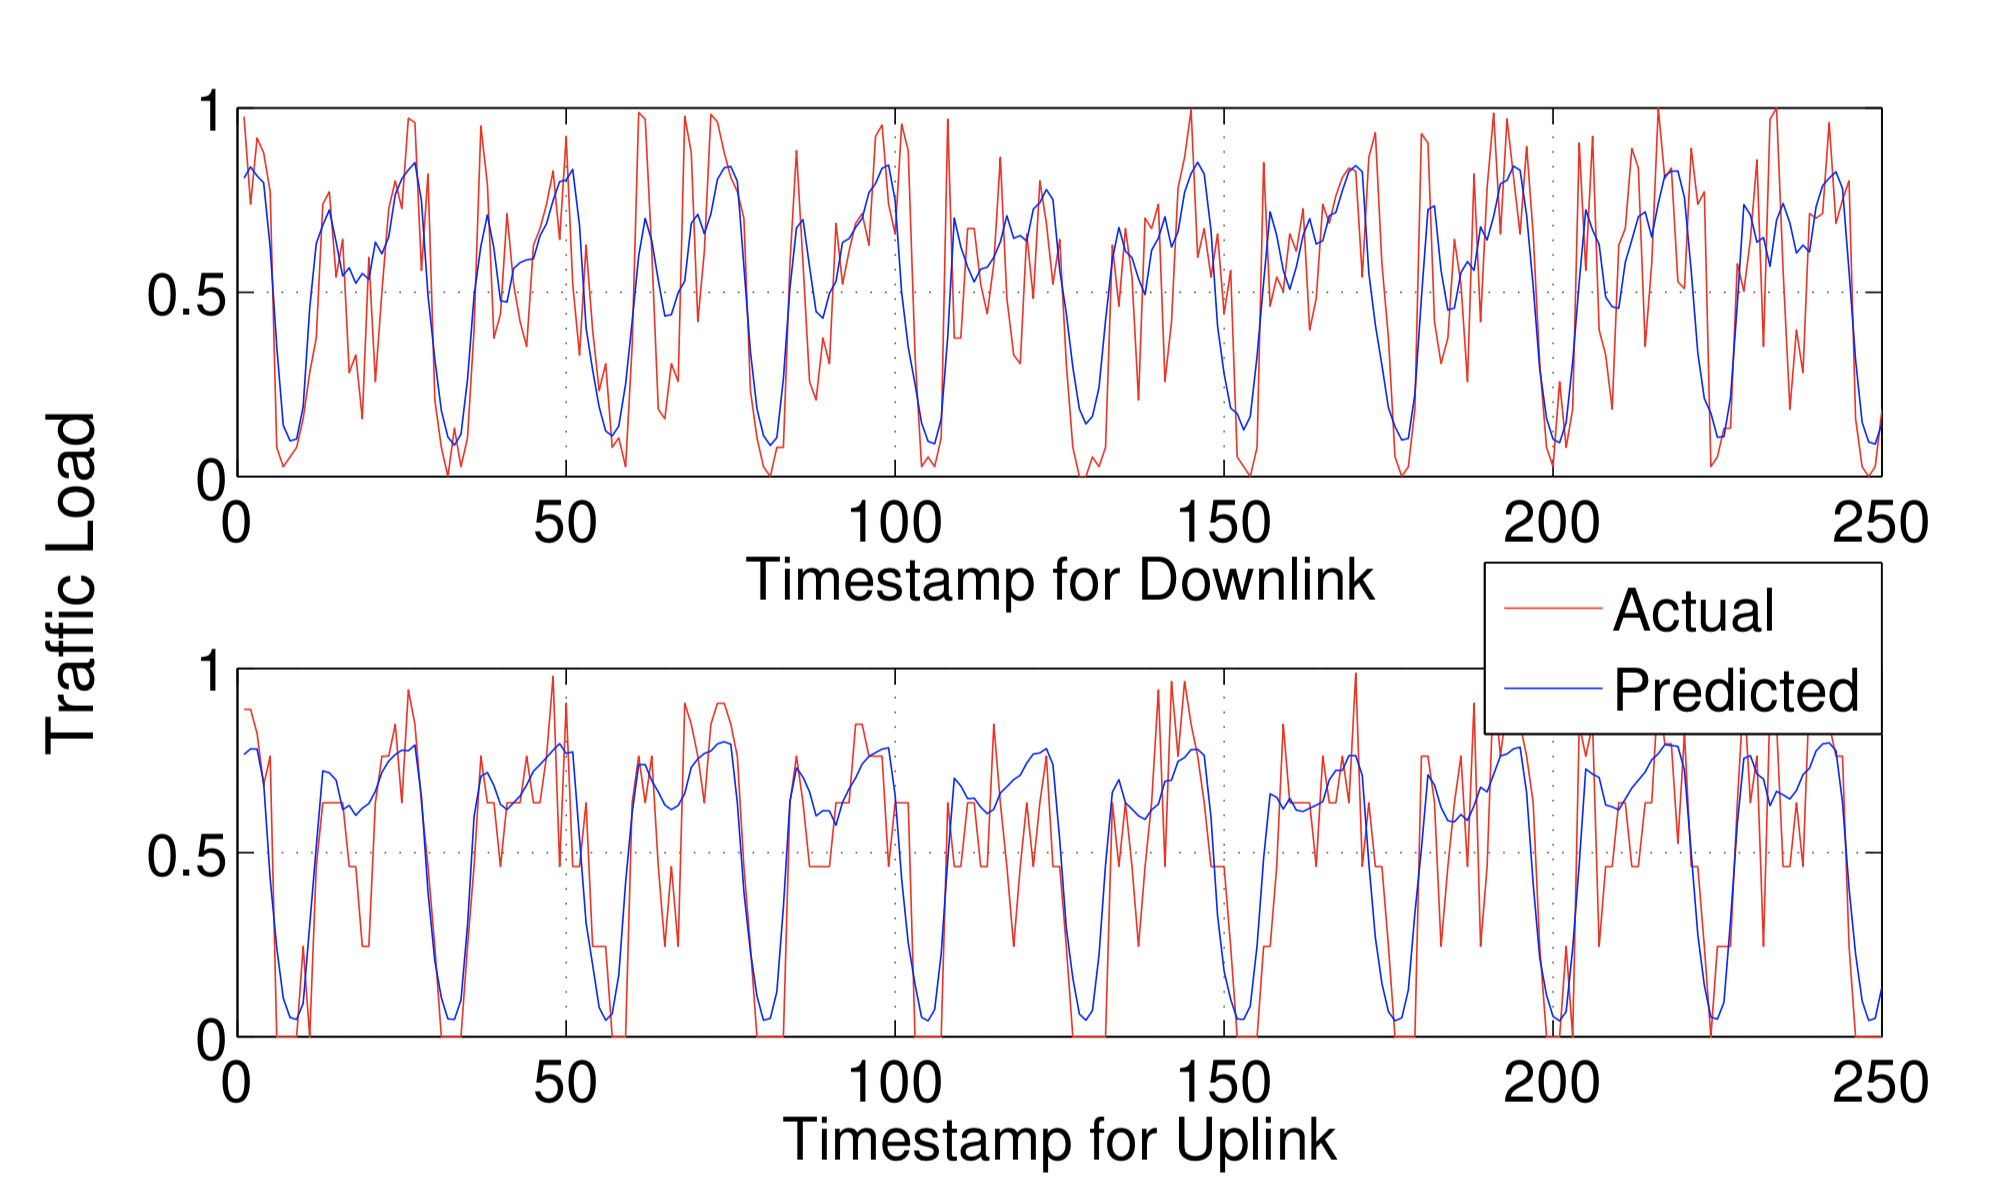 1
0.5
0
0 50 100 150 200 250
Timestamp for Downlink
Traffic Load
Actual
Predicted
1
0.5
0
0 50 100 150 200 250
Timestamp for Uplink